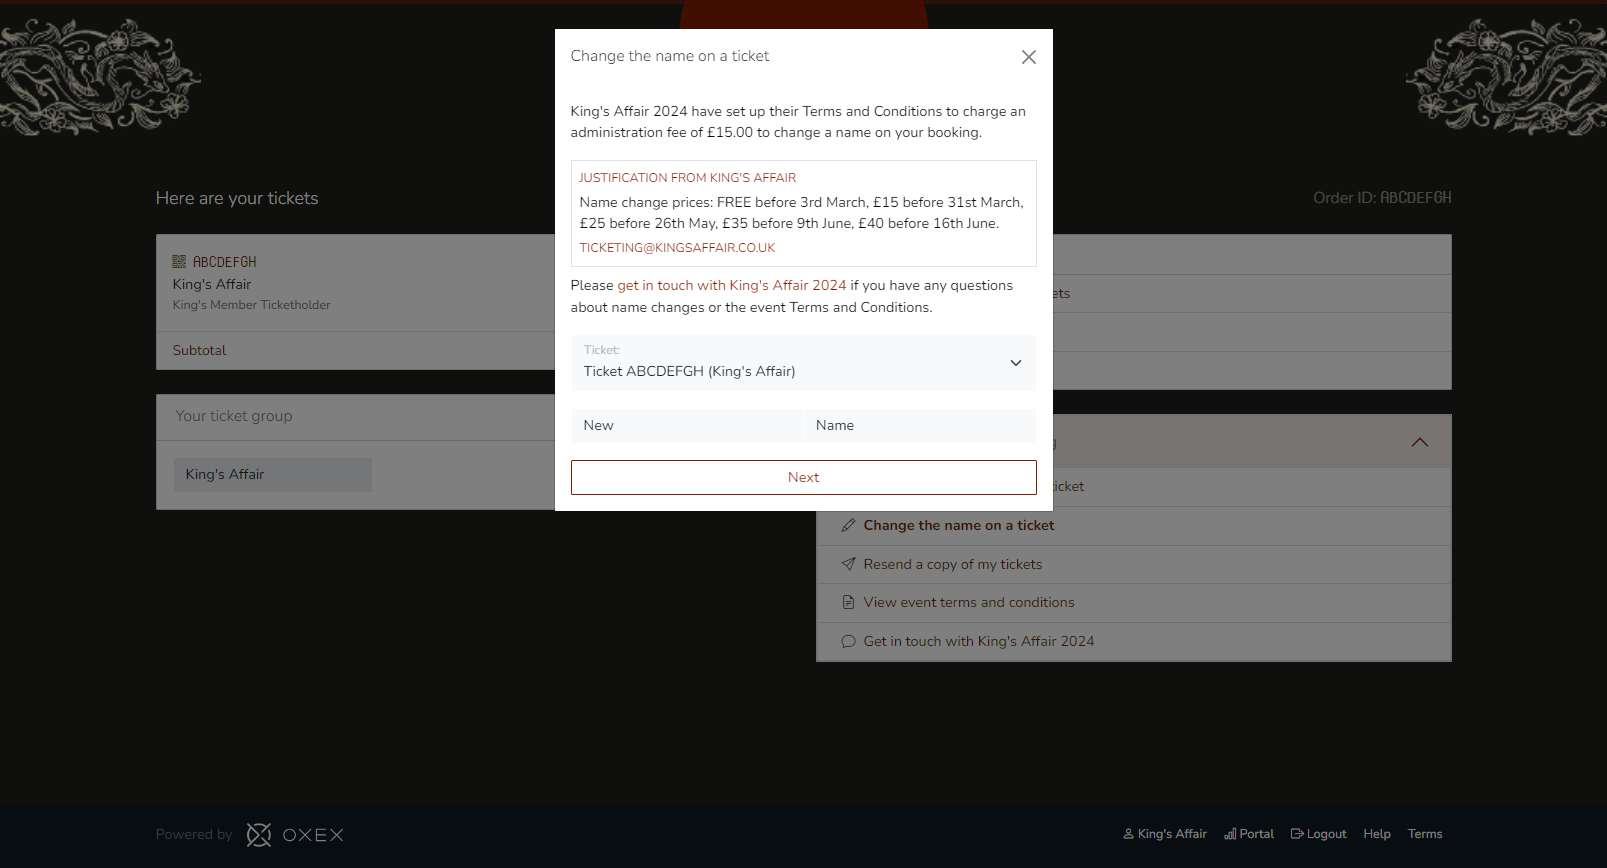 Change the name on a ticket
King's Affair 2024 have set up their Terms and Conditions to charge an
administration fee of £15.00 to change a name on your booking.
JUSTIFICATION FROM KING'S AFFAIR
Name change prices: FREE before 3rd March, £15 before 31st March,
£25 before 26th May, £35 before 9th June, £40 before 16th June.
TICKETING@KINGSAFFAIR.CO.UK
Please get in touch with King's Affair 2024 if you have any questions
about name changes or the event Terms and Conditions.
Ticket:
Ticket ABCDEFGH (King's Affair)
New
Name
Next
Here are your tickets
Order ID: ABCDEFGH
ABCDEFGH
King's Affair
King's Member Ticketholder
Subtotal
Your ticket group
King's Affair
Change the name on a ticket
Resend a copy of my tickets
View event terms and conditions
Get in touch with King's Affair 2024
Powered by OXEX
King's Affair Portal Logout Help Terms